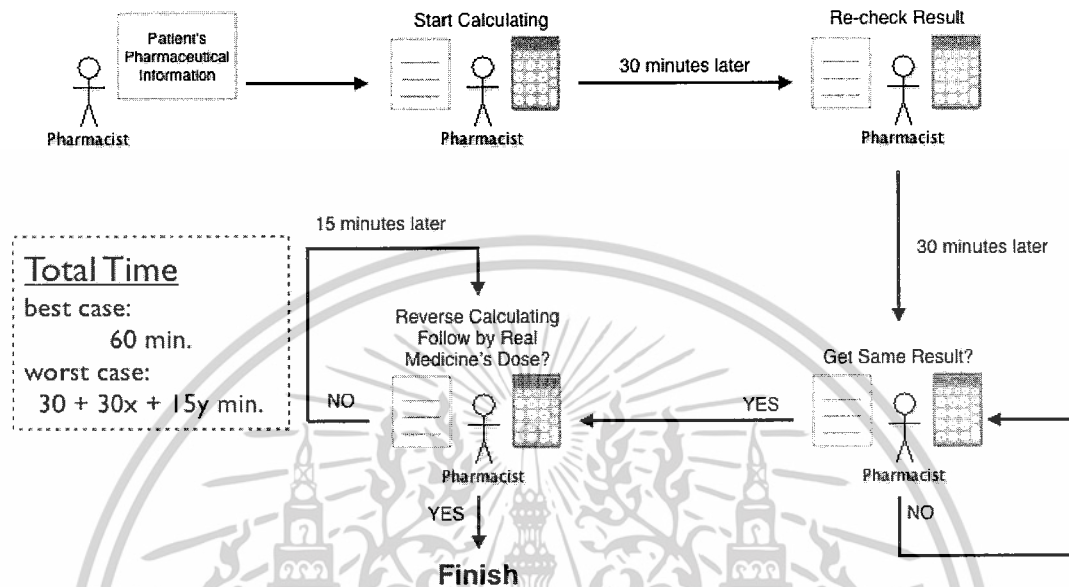 Patient's
Pharmaceutical
Information
Pharmacist
Start Calculating
Pharmacist
30 minutes later
Re-check Result
Pharmacist
30 minutes later
Get Same Result?
Pharmacist
NO
YES
15 minutes later
Reverse Calculating
Follow by Real
Medicine's Dose?
NO
Pharmacist
YES
Finish
Total Time
best case:
60 min.
worst case:
30 + 30x + 15y min.